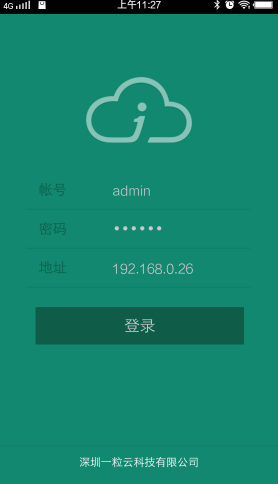 4G 上午11:27
i
帐号 admin
密码 ••••••
地址 192.168.0.26
登录
深圳一粒云科技有限公司